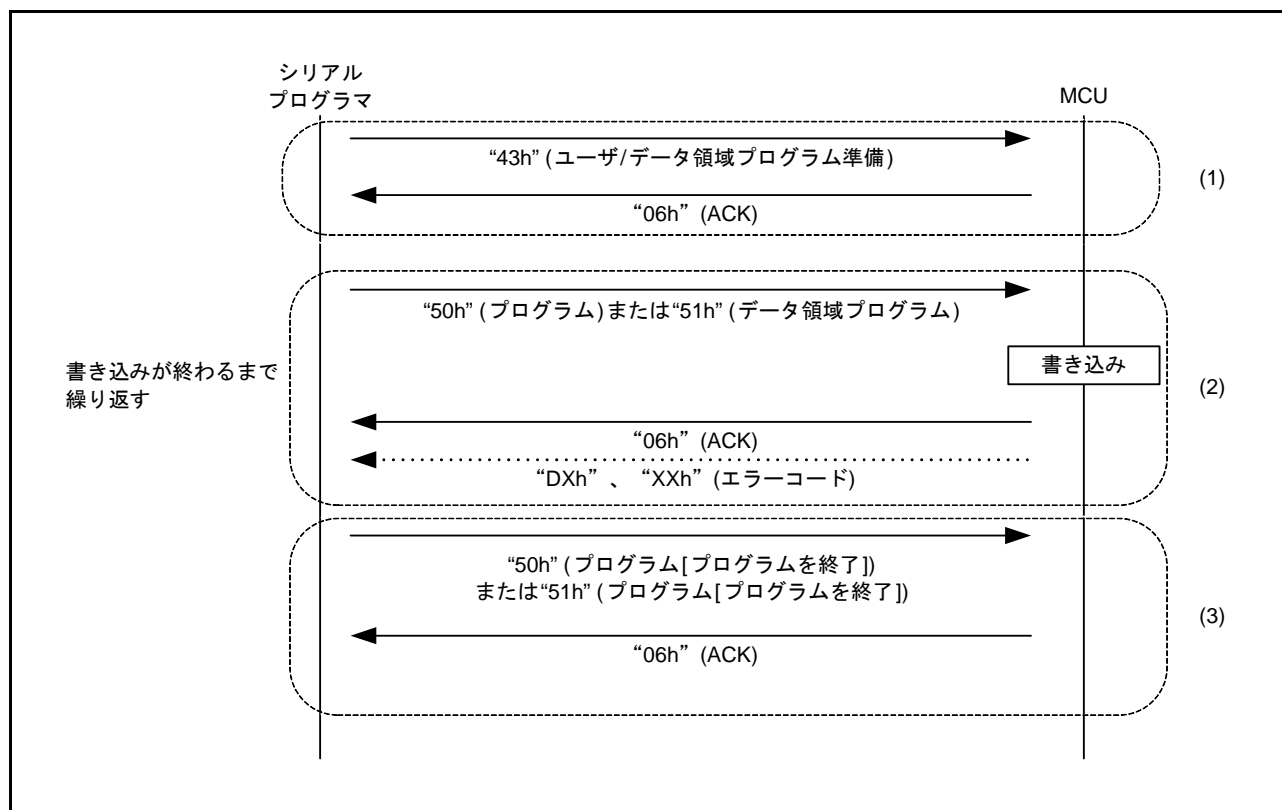 シリアル
プログラマ
MCU
“43h” (ユーザ/データ領域プログラム準備)
“06h” (ACK)
(1)
“50h” (プログラム)または“51h” (データ領域プログラム)
書き込み
書き込みが終わるまで
繰り返す
(2)
“06h” (ACK)
“DXh” 、 “XXh” (エラーコード)
“50h” (プログラム[プログラムを終了])
または“51h” (プログラム[プログラムを終了])
(3)
“06h” (ACK)